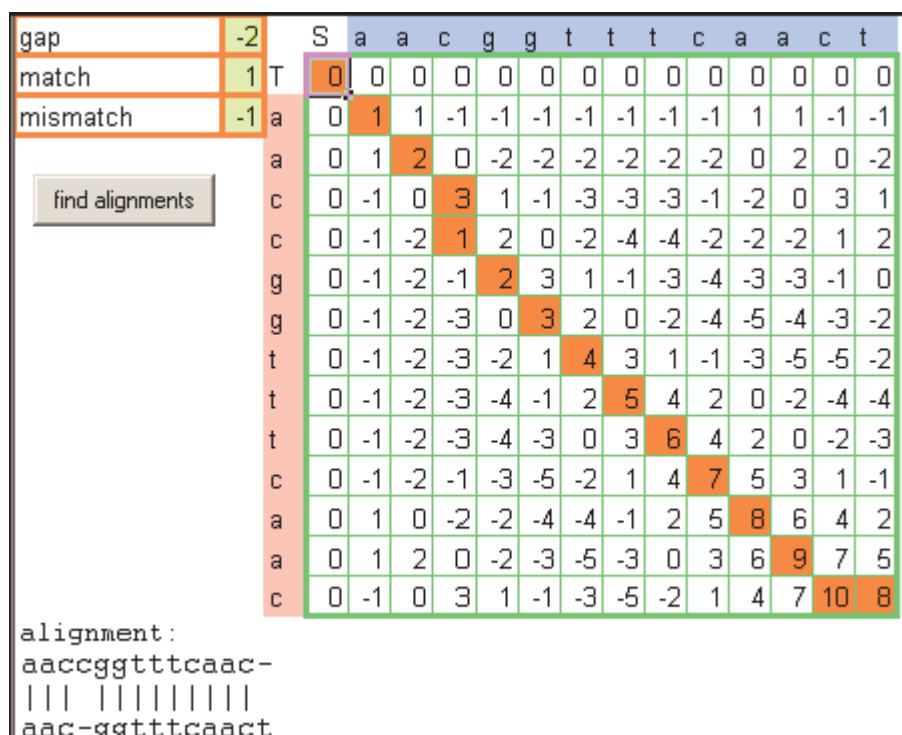 gap -2 S a a c g g t t t c a a c t
match 1 T 0 0 0 0 0 0 0 0 0 0 0 0 0 0
mismatch -1 a 0 1 1 -1 -1 -1 -1 -1 -1 -1 1 1 -1 -1
a 0 1 2 0 -2 -2 -2 -2 -2 -2 0 2 0 -2
find alignments c 0 -1 0 3 1 -1 -3 -3 -3 -1 -2 0 3 1
c 0 -1 -2 1 2 0 -2 -4 -4 -2 -2 -2 1 2
g 0 -1 -2 -1 2 3 1 -1 -3 -4 -3 -3 -1 0
g 0 -1 -2 -3 0 3 2 0 -2 -4 -5 -4 -3 -2
t 0 -1 -2 -3 -2 1 4 3 1 -1 -3 -5 -5 -2
t 0 -1 -2 -3 -4 -1 2 5 4 2 0 -2 -4 -4
t 0 -1 -2 -3 -4 -3 0 3 6 4 2 0 -2 -3
c 0 -1 -2 -1 -3 -5 -2 1 4 7 5 3 1 -1
a 0 1 0 -2 -2 -4 -4 -1 2 5 8 6 4 2
a 0 1 2 0 -2 -3 -5 -3 0 3 6 9 7 5
c 0 -1 0 3 1 -1 -3 -5 -2 1 4 7 10 8
alignment:
aaccggtttcaac-
||| |||||||||
aac-ggtttcaact